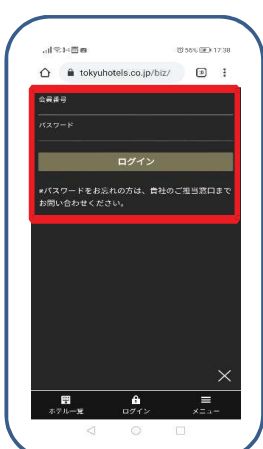 56% 17:38
tokyuhotels.co.jp/biz/
会員番号
パスワード
ログイン
※パスワードをお忘れの方は、貴社のご担当窓口まで
お問い合わせください。
ホテル一覧 ログイン メニュー